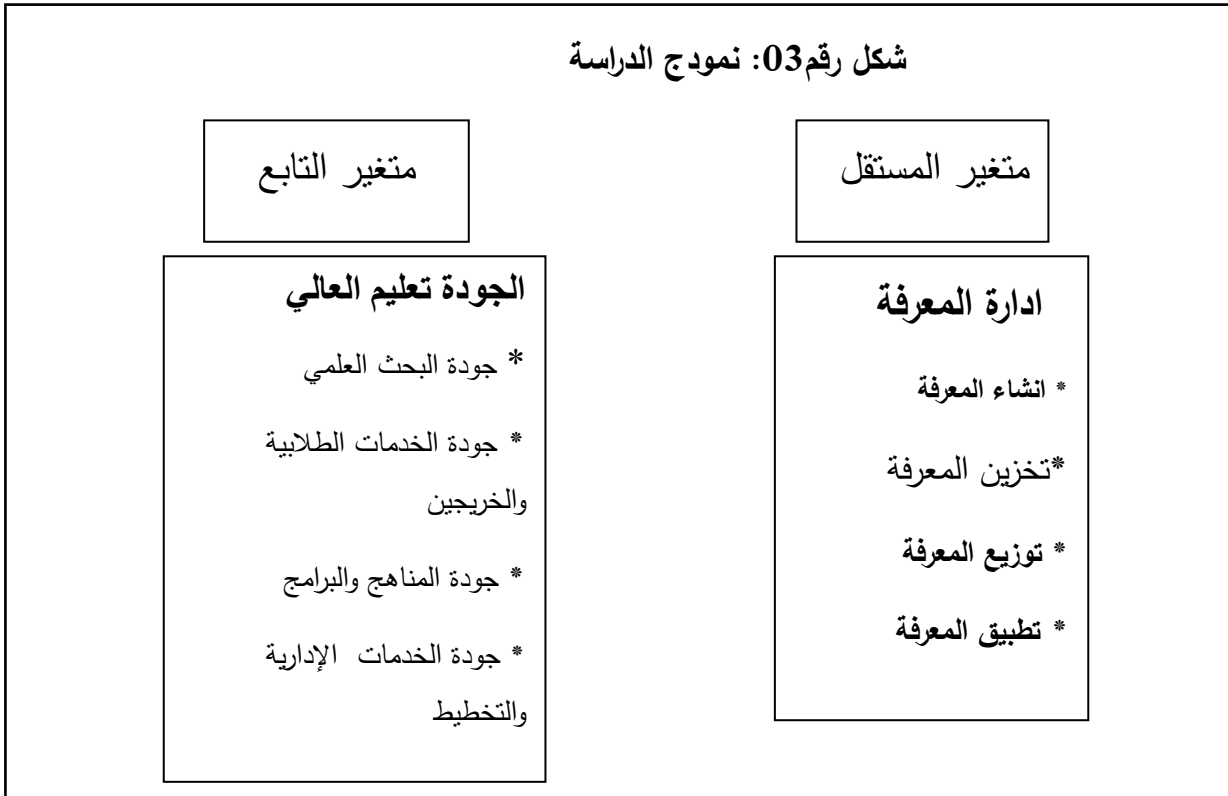 شكل رقم03: نمودج الدراسة
متغير المستقل
ادارة المعرفة
* انشاء المعرفة
*تخزين المعرفة
* توزيع المعرفة
* تطبيق المعرفة
متغير التابع
الجودة تعليم العالي
* جودة البحث العلمي
* جودة الخدمات الطلابية
والخريجين
* جودة المناهج والبرامج
* جودة الخدمات الإدارية
والتخطيط